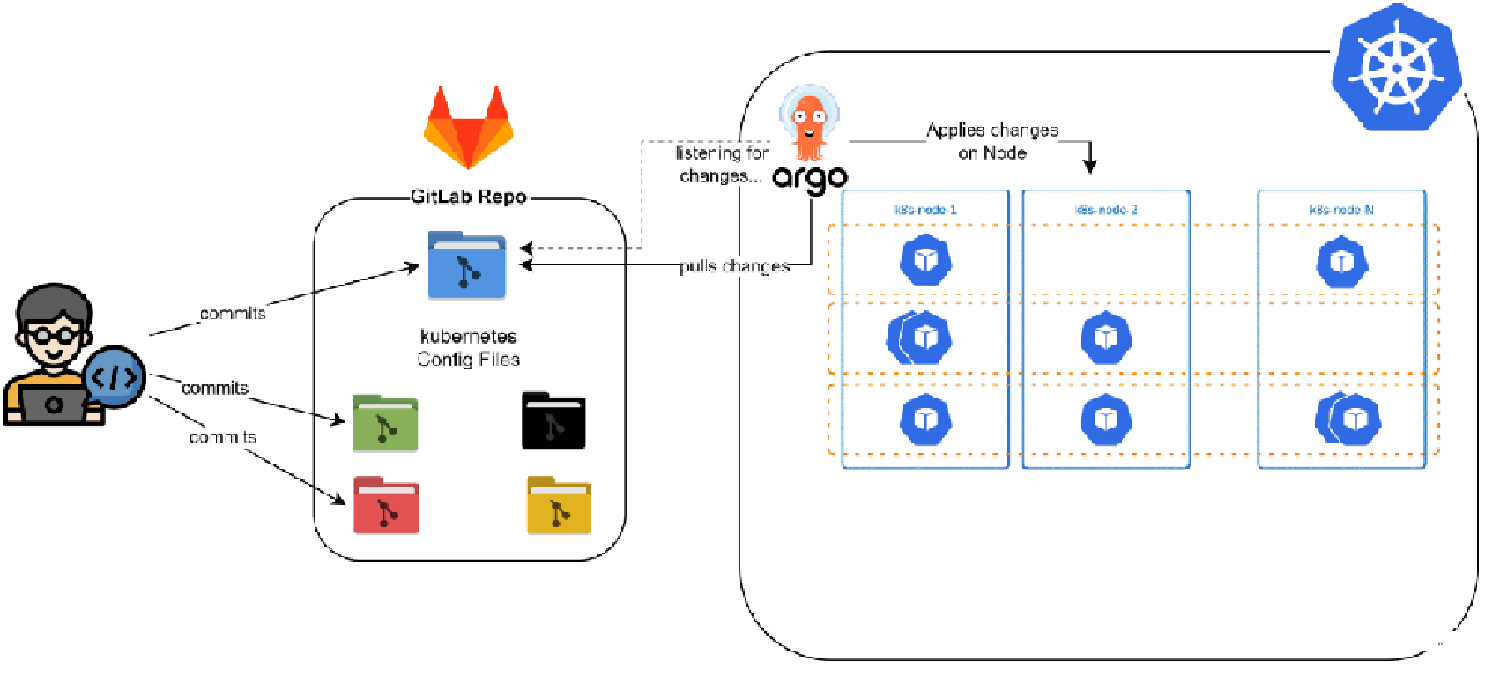 Applies changes
on Node
listening for
changes...
argo
GitLab Repo
k8s-node-1
k8s-node-2
k8s-node-N
pulls changes
commits
kubernetes
Config Files
commits
commits